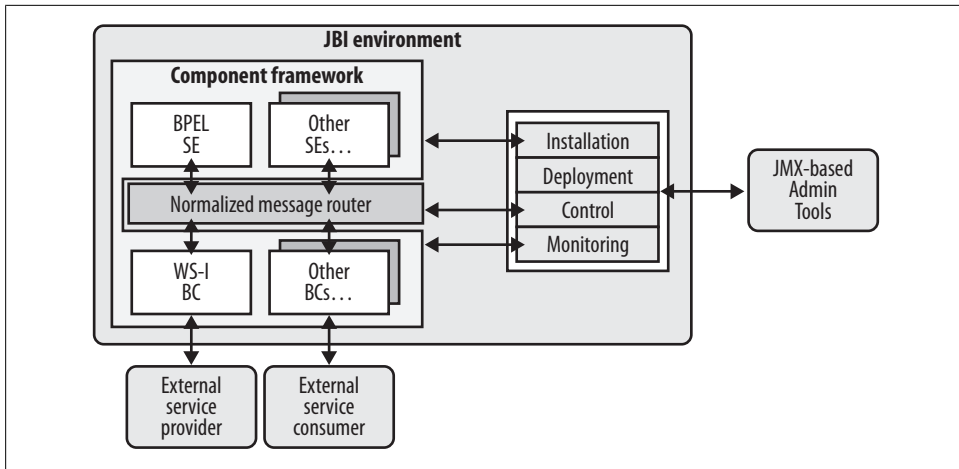 JBI environment
Component framework
BPEL
SE
Other
SEs…
Normalized message router
WS-I
BC
Other
BCs…
Installation
Deployment
Control
Monitoring
JMX-based
Admin
Tools
External
service
provider
External
service
consumer